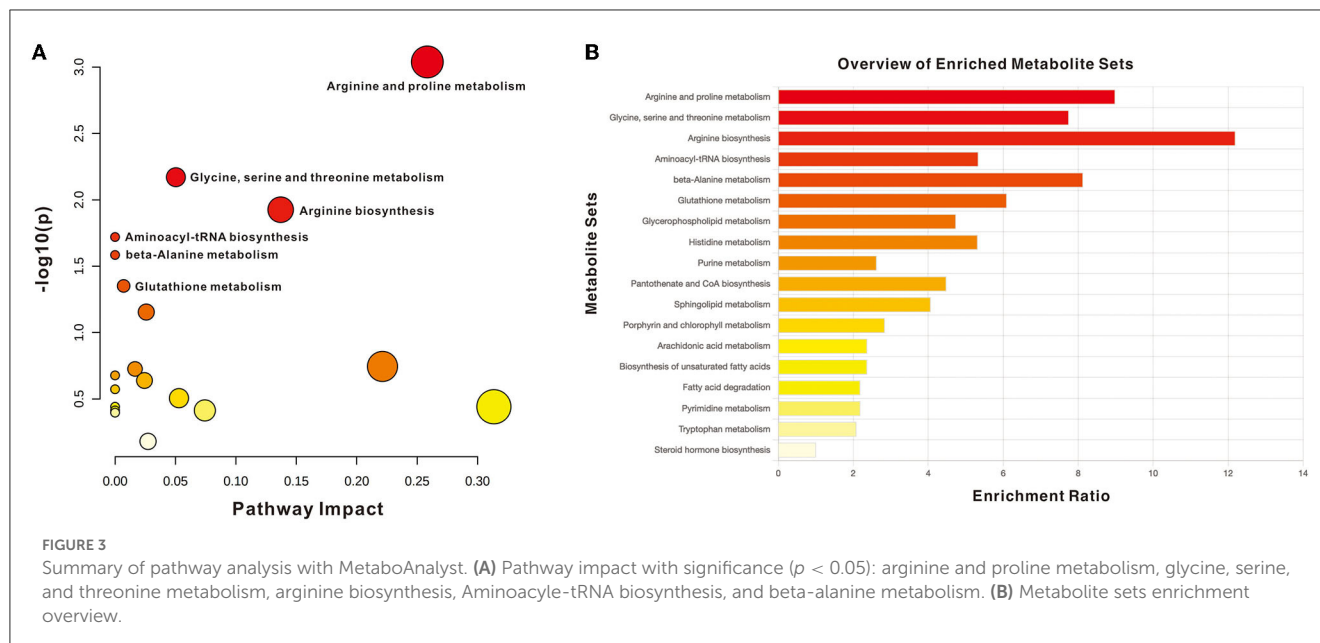 A
3.0
2.5
2.0
1.5
1.0
0.5
-log10(p)
Arginine and proline metabolism
Glycine, serine and threonine metabolism
Arginine biosynthesis
Aminoacyl-tRNA biosynthesis
beta-Alanine metabolism
Glutathione metabolism
0.00 0.05 0.10 0.15 0.20 0.25 0.30
Pathway Impact
B
Overview of Enriched Metabolite Sets
Metabolite Sets
Arginine and proline metabolism
Glycine, serine and threonine metabolism
Arginine biosynthesis
Aminoacyl-tRNA biosynthesis
beta-Alanine metabolism
Glutathione metabolism
Glycerophospholipid metabolism
Histidine metabolism
Purine metabolism
Pantothenate and CoA biosynthesis
Sphingolipid metabolism
Porphyrin and chlorophyll metabolism
Arachidonic acid metabolism
Biosynthesis of unsaturated fatty acids
Fatty acid degradation
Pyrimidine metabolism
Tryptophan metabolism
Steroid hormone biosynthesis
0 2 4 6 8 10 12 14
Enrichment Ratio
FIGURE 3
Summary of pathway analysis with MetaboAnalyst. (A) Pathway impact with significance (p < 0.05): arginine and proline metabolism, glycine, serine,
and threonine metabolism, arginine biosynthesis, Aminoacyle-tRNA biosynthesis, and beta-alanine metabolism. (B) Metabolite sets enrichment
overview.